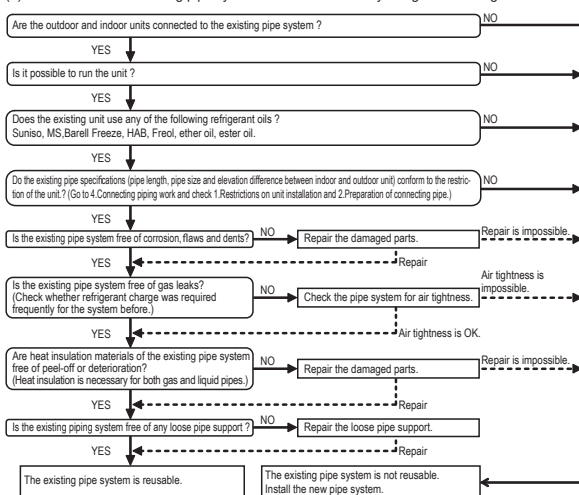 Are the outdoor and indoor units connected to the existing pipe system ?
NO
YES
Is it possible to run the unit ?
NO
YES
Does the existing unit use any of the following refrigerant oils ?
Suniso, MS,Barell Freeze, HAB, Freol, ether oil, ester oil.
NO
YES
Do the existing pipe specifications (pipe length, pipe size and elevation difference between indoor and outdoor unit) conform to the restric-
tion of the unit.? (Go to 4.Connecting piping work and check 1.Restrictions on unit installation and 2.Preparation of connecting pipe.)
NO
YES
Is the existing pipe system free of corrosion, flaws and dents?
NO
Repair the damaged parts.
Repair is impossible.
YES
Repair
Is the existing pipe system free of gas leaks?
(Check whether refrigerant charge was required
frequently for the system before.)
NO
Check the pipe system for air tightness.
Air tightness is
impossible.
YES
Air tightness is OK.
Are heat insulation materials of the existing pipe system
free of peel-off or deterioration?
(Heat insulation is necessary for both gas and liquid pipes.)
NO
Repair the damaged parts.
Repair is impossible.
YES
Repair
Is the existing piping system free of any loose pipe support ?
NO
Repair the loose pipe support.
YES
Repair
The existing pipe system is reusable.
The existing pipe system is not reusable.
Install the new pipe system.